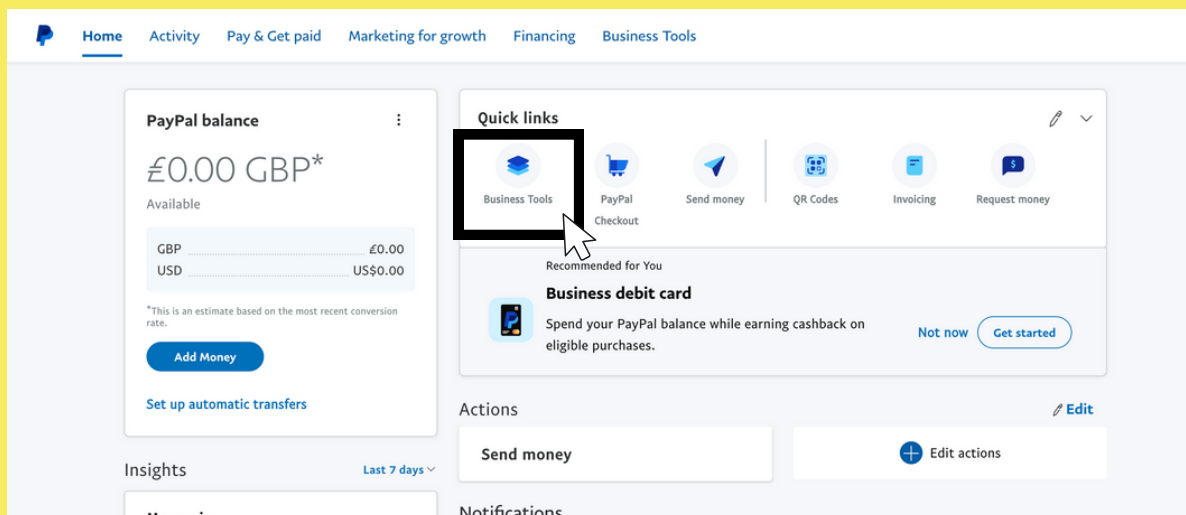 Home Activity Pay & Get paid Marketing for growth Financing Business Tools
PayPal balance
£0.00 GBP*
Available
GBP £0.00
USD US$0.00
*This is an estimate based on the most recent conversion
rate.
Add Money
Set up automatic transfers
Insights Last 7 days
Quick links
Business Tools
PayPal
Checkout
Send money
QR Codes
Invoicing
Request money
Recommended for You
Business debit card
Spend your PayPal balance while earning cashback on
eligible purchases.
Not now Get started
Actions Edit
Send money
Edit actions
Notifications